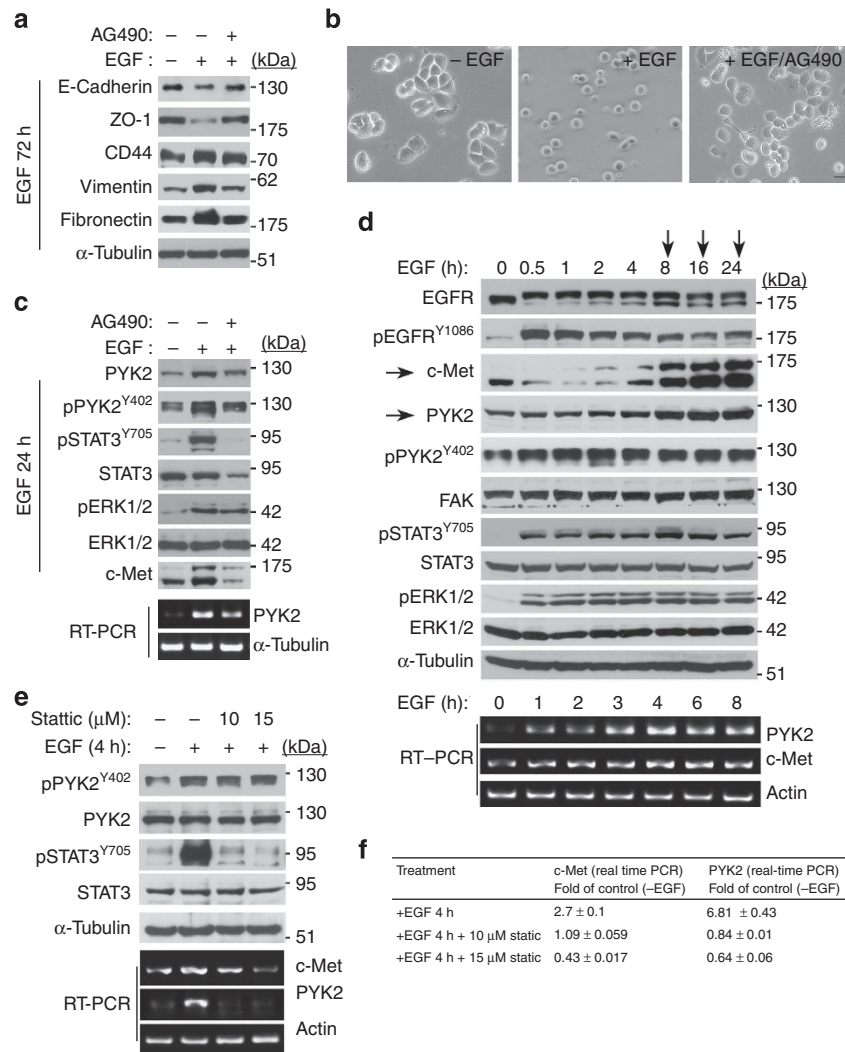 a
AG490: – – +
EGF : – + + (kDa)
EGF 72 h
E-Cadherin -130
ZO-1 -175
CD44 -70
Vimentin -62
Fibronectin -175
α-Tubulin -51
b
– EGF
+ EGF
+ EGF/AG490
c
AG490: – – +
EGF : – + + (kDa)
EGF 24 h
PYK2 -130
pPYK2Y402 -130
pSTAT3Y705 -95
STAT3 -95
pERK1/2 -42
ERK1/2 -42
c-Met -175
RT-PCR
PYK2
α-Tubulin
d
EGF (h): 0 0.5 1 2 4 8 16 24 (kDa)
EGFR -175
pEGFRY1086 -175
c-Met -175
PYK2 -130
pPYK2Y402 -130
FAK -130
pSTAT3Y705 -95
STAT3 -95
pERK1/2 -42
ERK1/2 -42
α-Tubulin -51
EGF (h): 0 1 2 3 4 6 8
RT–PCR
PYK2
c-Met
Actin
e
Stattic (μM): – – 10 15
EGF (4 h): – + + + (kDa)
pPYK2Y402 -130
PYK2 -130
pSTAT3Y705 -95
STAT3 -95
α-Tubulin -51
RT-PCR
c-Met
PYK2
Actin
f
Treatment c-Met (real time PCR) PYK2 (real-time PCR)
Fold of control (–EGF) Fold of control (–EGF)
+EGF 4 h 2.7 ± 0.1 6.81 ± 0.43
+EGF 4 h + 10 μM static 1.09 ± 0.059 0.84 ± 0.01
+EGF 4 h + 15 μM static 0.43 ± 0.017 0.64 ± 0.06